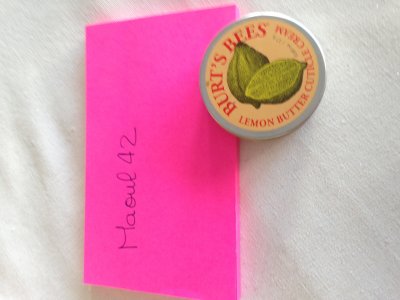 BURT'S BEES
LEMON BUTTER CUTICLE CREAM
Maoul 42